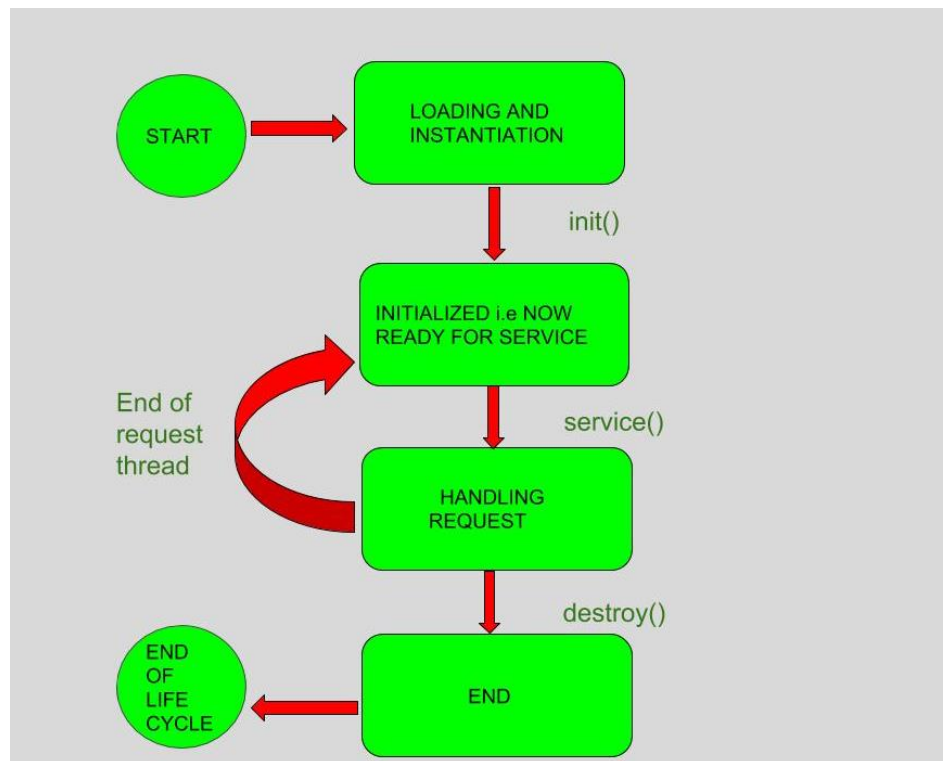 START
LOADING AND
INSTANTIATION
init()
INITIALIZED i.e NOW
READY FOR SERVICE
End of
request
thread
service()
HANDLING
REQUEST
destroy()
END
END
OF
LIFE
CYCLE